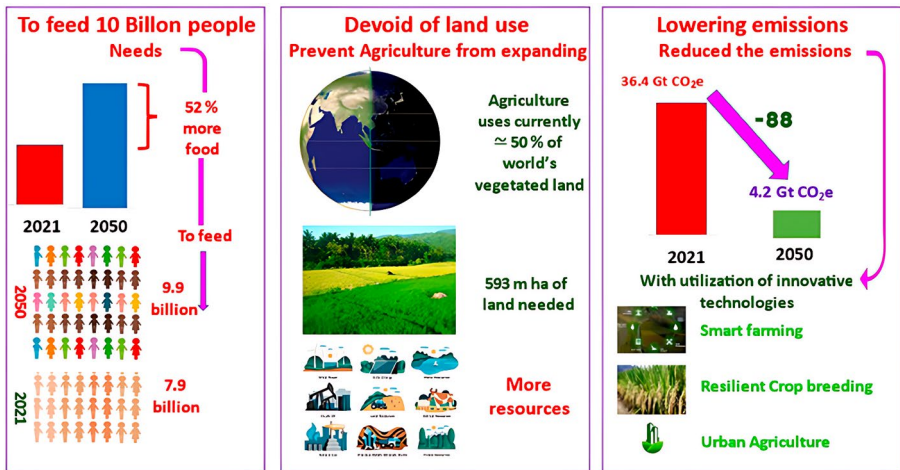 To feed 10 Billon people
Needs
52 %
more
food
2021
2050
To feed
2050
9.9
billion
2021
7.9
billion
Devoid of land use
Prevent Agriculture from expanding
Agriculture
uses currently
≃ 50 % of
world's
vegetated land
593 m ha of
land needed
More
resources
Lowering emissions
Reduced the emissions
36.4 Gt CO₂e
-88
4.2 Gt CO₂e
2021
2050
With utilization of innovative
technologies
Smart farming
Resilient Crop breeding
Urban Agriculture